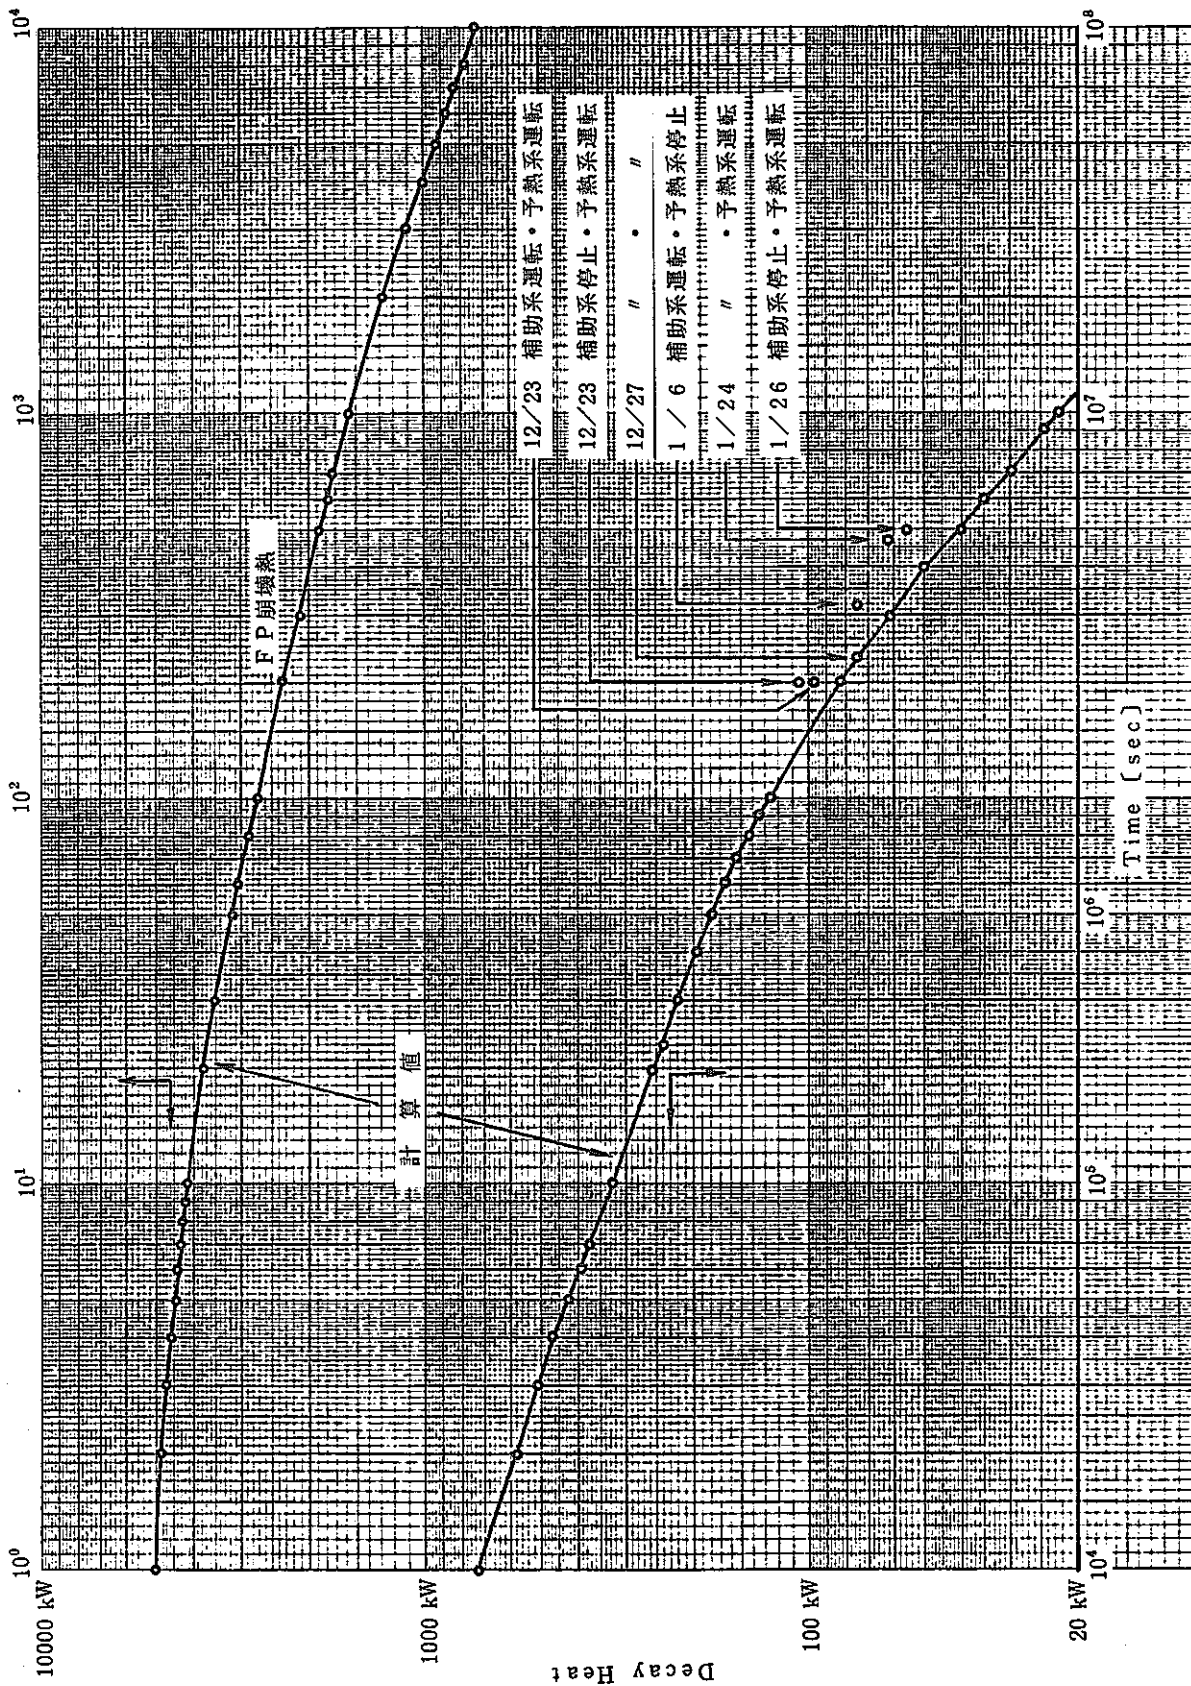 10⁰ 10¹ 10² 10³ 10⁴
10000 kW
1000 kW
100 kW
20 kW
Decay Heat
FP崩壊熱
計算値
12/23 補助系運転・予熱系運転
12/23 補助系停止・予熱系運転
12/27 〃 ・ 〃
1/6 補助系運転・予熱系停止
1/24 〃 ・予熱系運転
1/26 補助系停止・予熱系運転
10⁴ 10⁵ 10⁶ 10⁷ 10⁸
Time [sec]